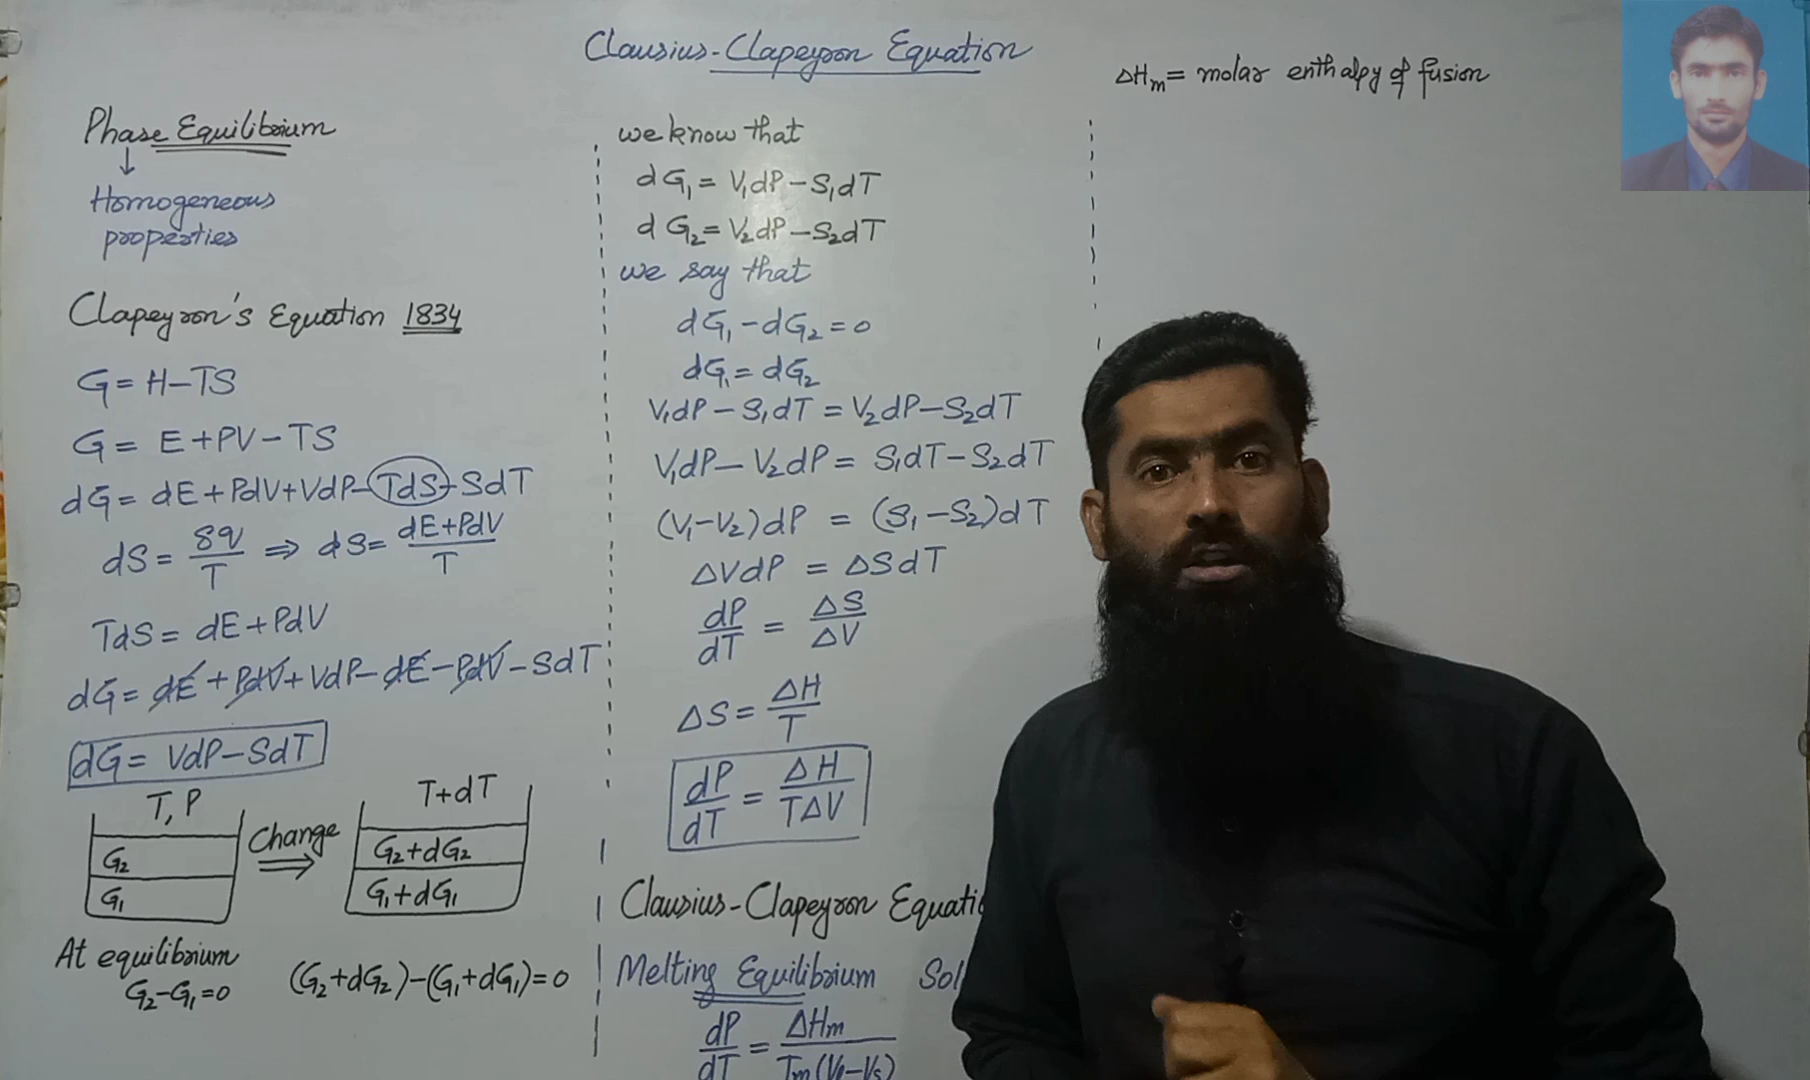 Clausius-Clapeyron Equation
Phase Equilibrium
↓
Homogeneous
properties
Clapeyron's Equation 1834
G = H-TS
G = E+PV-TS
dG = dE+PdV+VdP-TdS-SdT
dS = δq/T ⇒ dS = (dE+PdV)/T
TdS = dE+PdV
dG = dE+PdV+VdP-dE-PdV-SdT
dG = VdP-SdT
T, P
G₂
G₁
Change
⇒
T+dT
G₂+dG₂
G₁+dG₁
At equilibrium
G₂-G₁=0
(G₂+dG₂)-(G₁+dG₁)=0
we know that
dG₁ = V₁dP-S₁dT
dG₂ = V₂dP-S₂dT
we say that
dG₁-dG₂=0
dG₁=dG₂
V₁dP-S₁dT = V₂dP-S₂dT
V₁dP-V₂dP = S₁dT-S₂dT
(V₁-V₂)dP = (S₁-S₂)dT
ΔVdP = ΔSdT
dP/dT = ΔS/ΔV
ΔS = ΔH/T
dP/dT = ΔH/TΔV
Clausius-Clapeyron Equatio
Melting Equilibrium Sol
dP/dT = ΔHm/Tm(Vl-Vs)
ΔHm = molar enthalpy of fusion